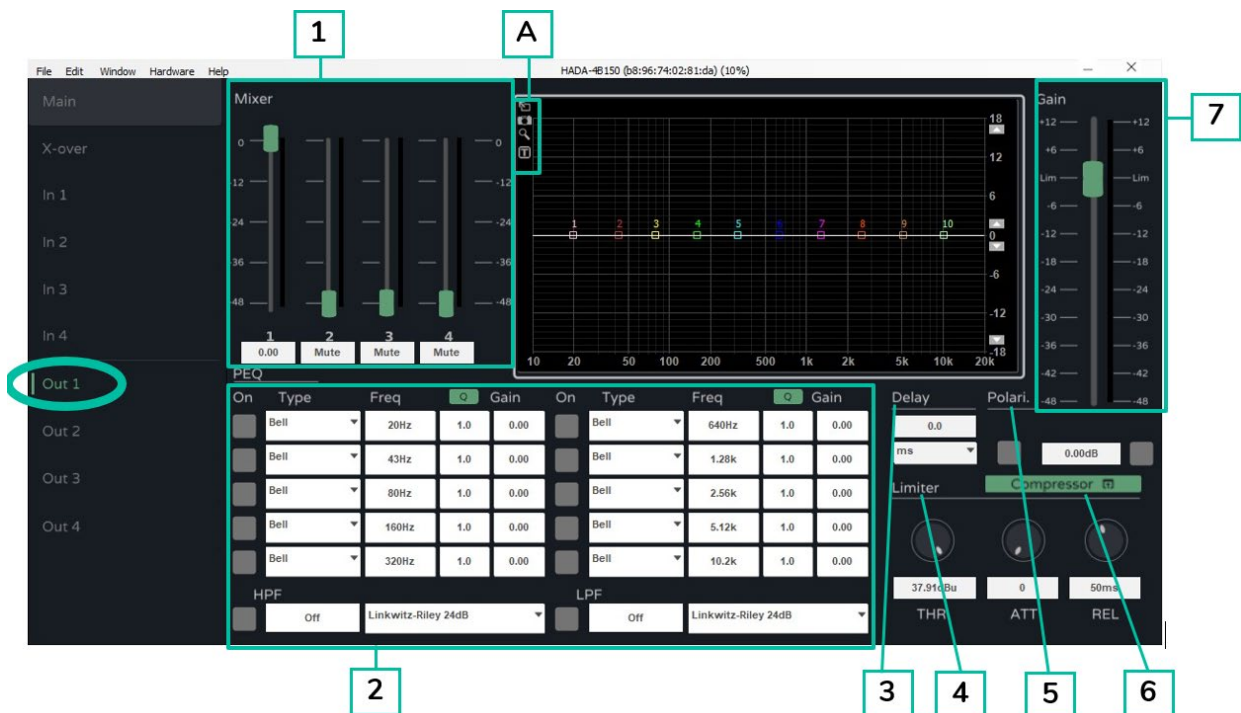 1
A
File Edit Window Hardware Help
HADA-4B150 (b8:96:74:02:81:da) (10%)
Main
X-over
In 1
In 2
In 3
In 4
Out 1
Out 2
Out 3
Out 4
Mixer
0 0
-12 -12
-24 -24
-36 -36
-48 -48
1 2 3 4
0.00 Mute Mute Mute
T
18
12
6
0
-6
-12
-18
1 2 3 4 5 6 7 8 9 10
10 20 50 100 200 500 1k 2k 5k 10k 20k
Gain
+12 +12
+6 +6
Lim Lim
-6 -6
-12 -12
-18 -18
-24 -24
-30 -30
-36 -36
-42 -42
-48 -48
7
PEQ
On Type Freq Q Gain On Type Freq Q Gain
Bell 20Hz 1.0 0.00 Bell 640Hz 1.0 0.00
Bell 43Hz 1.0 0.00 Bell 1.28k 1.0 0.00
Bell 80Hz 1.0 0.00 Bell 2.56k 1.0 0.00
Bell 160Hz 1.0 0.00 Bell 5.12k 1.0 0.00
Bell 320Hz 1.0 0.00 Bell 10.2k 1.0 0.00
HPF LPF
Off Linkwitz-Riley 24dB Off Linkwitz-Riley 24dB
Delay Polari.
0.0
ms 0.00dB
Limiter Compressor
37.91dBu 0 50ms
THR ATT REL
2 3 4 5 6